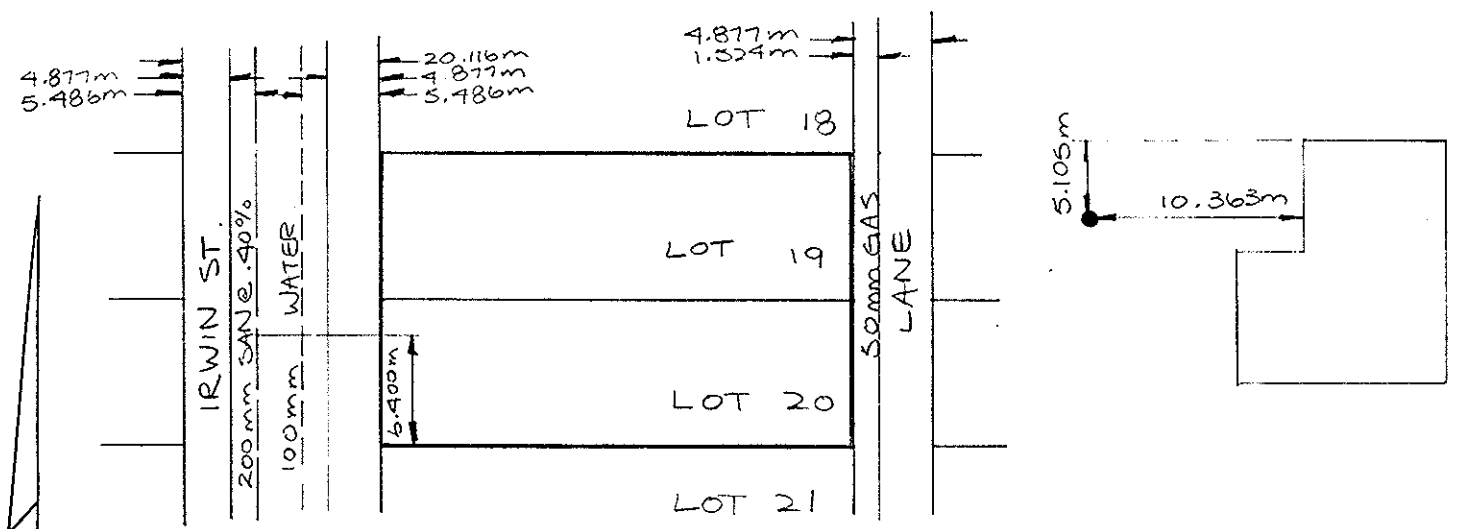 4.877m
5.486m
20.116m
4.877m
5.486m
4.877m
1.524m
LOT 18
LOT 19
LOT 20
LOT 21
IRWIN ST.
200mm SAN@.40%
100mm WATER
6.400m
50mm GAS
LANE
5.105m
10.363m